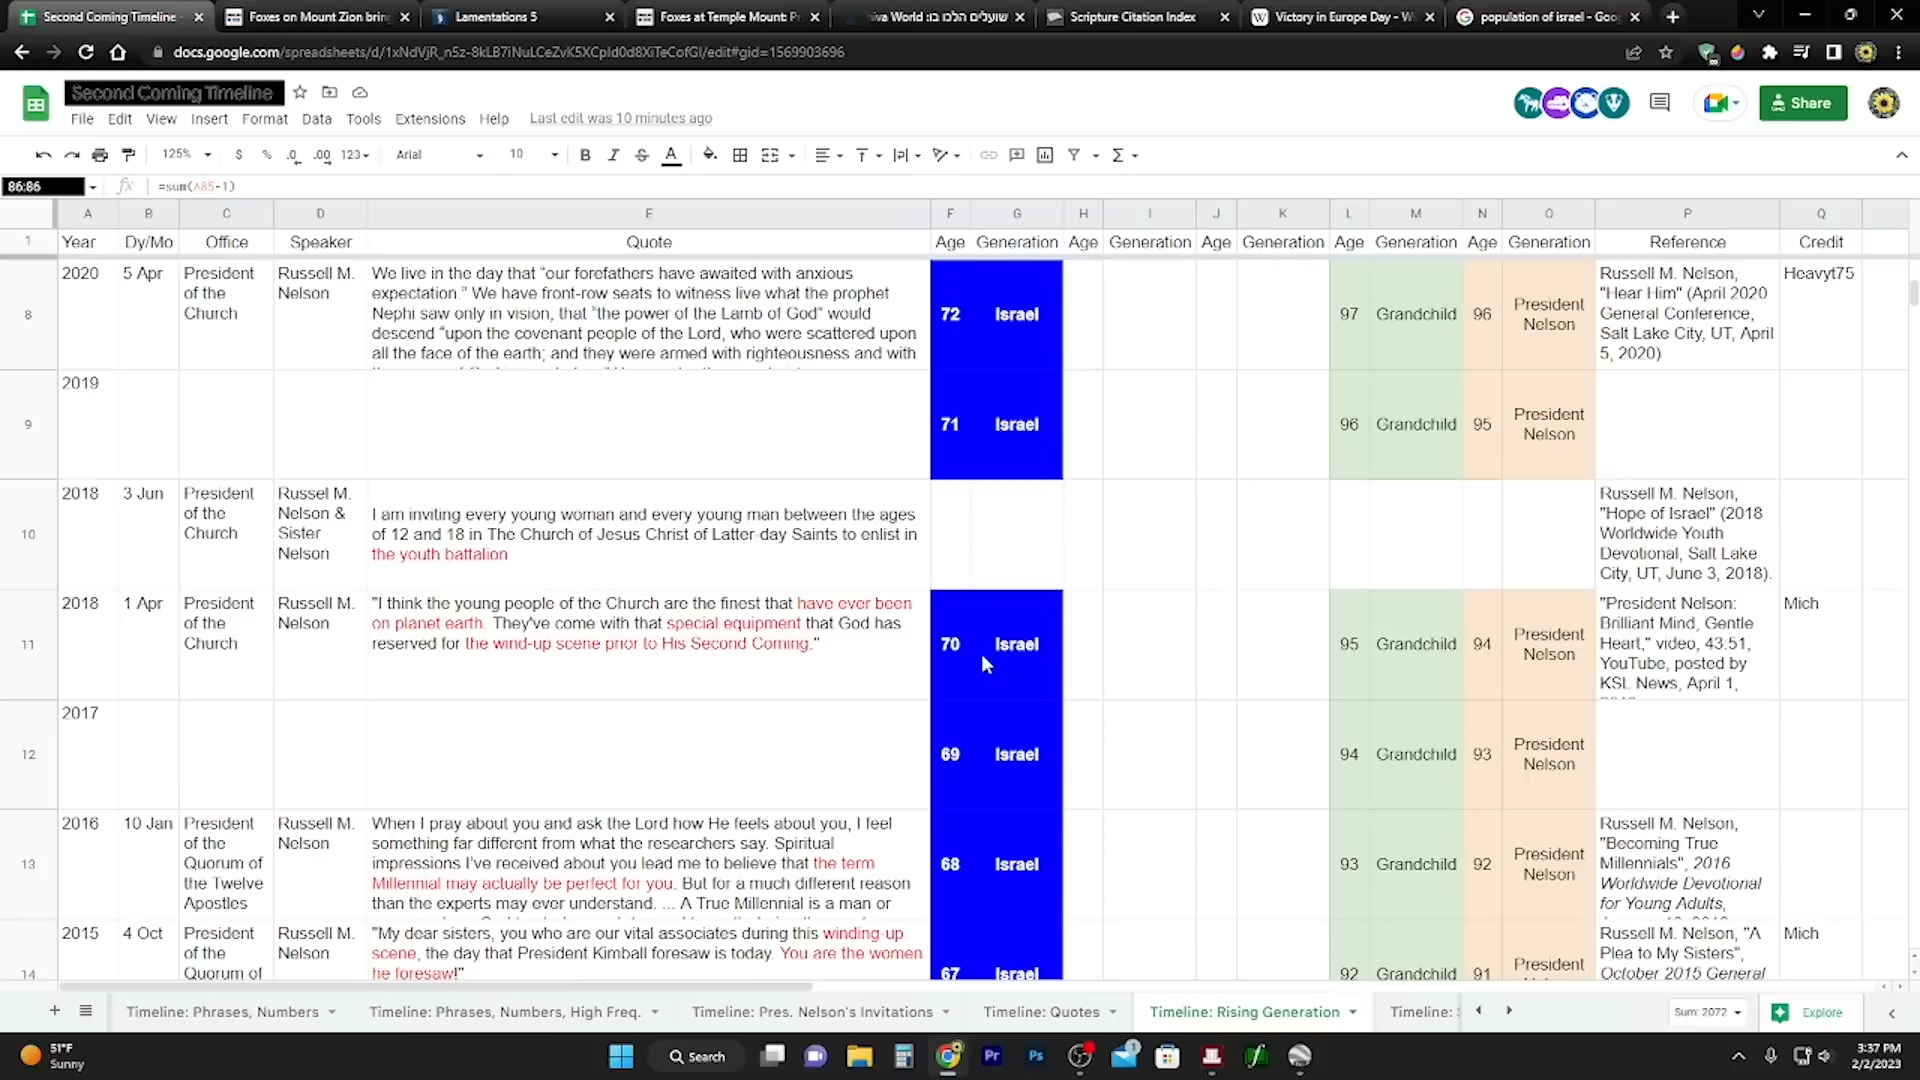 Second Coming Timeline -
Foxes on Mount Zion brin
Lamentations 5
Foxes at Temple Mount: P
hiva World שועלים הלכו בו:
Scripture Citation Index
Victory in Europe Day - W
population of israel - Goo
docs.google.com/spreadsheets/d/1xNdVjR_n5z-8kLB7iNuLCeZvK5XCpId0d8XiTeCofGI/edit#gid=1569903696
Second Coming Timeline
File Edit View Insert Format Data Tools Extensions Help Last edit was 10 minutes ago
Share
125% $ % .0 .00 123 Arial 10 B I S A
86:86 fx =sum(A85-1)
A B C D E F G H I J K L M N O P Q
1 Year Dy/Mo Office Speaker Quote Age Generation Age Generation Age Generation Age Generation Age Generation Reference Credit
8
2020
5 Apr
President
of the
Church
Russell M.
Nelson
We live in the day that “our forefathers have awaited with anxious
expectation.” We have front-row seats to witness live what the prophet
Nephi saw only in vision, that “the power of the Lamb of God” would
descend “upon the covenant people of the Lord, who were scattered upon
all the face of the earth; and they were armed with righteousness and with
72 Israel
97 Grandchild
96
President
Nelson
Russell M. Nelson,
"Hear Him" (April 2020
General Conference,
Salt Lake City, UT, April
5, 2020)
Heavyt75
9
2019
71 Israel
96 Grandchild
95
President
Nelson
10
2018
3 Jun
President
of the
Church
Russel M.
Nelson &
Sister
Nelson
I am inviting every young woman and every young man between the ages
of 12 and 18 in The Church of Jesus Christ of Latter-day Saints to enlist in
the youth battalion
Russell M. Nelson,
"Hope of Israel" (2018
Worldwide Youth
Devotional, Salt Lake
City, UT, June 3, 2018).
11
2018
1 Apr
President
of the
Church
Russell M.
Nelson
"I think the young people of the Church are the finest that have ever been
on planet earth. They've come with that special equipment that God has
reserved for the wind-up scene prior to His Second Coming."
70 Israel
95 Grandchild
94
President
Nelson
"President Nelson:
Brilliant Mind, Gentle
Heart," video, 43:51,
YouTube, posted by
KSL News, April 1,
Mich
12
2017
69 Israel
94 Grandchild
93
President
Nelson
13
2016
10 Jan
President
of the
Quorum of
the Twelve
Apostles
Russell M.
Nelson
When I pray about you and ask the Lord how He feels about you, I feel
something far different from what the researchers say. Spiritual
impressions I've received about you lead me to believe that the term
Millennial may actually be perfect for you. But for a much different reason
than the experts may ever understand. ... A True Millennial is a man or
68 Israel
93 Grandchild
92
President
Nelson
Russell M. Nelson,
"Becoming True
Millennials", 2016
Worldwide Devotional
for Young Adults,
14
2015
4 Oct
President
of the
Quorum of
Russell M.
Nelson
"My dear sisters, you who are our vital associates during this winding-up
scene, the day that President Kimball foresaw is today. You are the women
he foresaw!"
67 Israel
92 Grandchild
91
President
Nelson
Russell M. Nelson, "A
Plea to My Sisters",
October 2015 General
Mich
Timeline: Phrases, Numbers
Timeline: Phrases, Numbers, High Freq.
Timeline: Pres. Nelson's Invitations
Timeline: Quotes
Timeline: Rising Generation
Timeline:
Sum: 2072
Explore
51°F
Sunny
Search
Pr
Ps
1
3:37 PM
2/2/2023